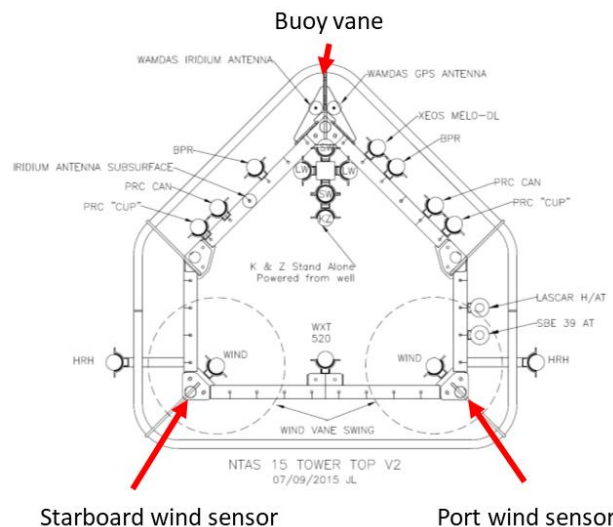 Buoy vane
WAMDAS IRIDIUM ANTENNA
WAMDAS GPS ANTENNA
XEOS MELO-DL
BPR
BPR
IRIDIUM ANTENNA SUBSURFACE
PRC CAN
PRC "CUP"
SW
LW
LW
SW
KZ
PRC CAN
PRC "CUP"
K & Z Stand Alone
Powered from well
LASCAR H/AT
SBE 39 AT
WXT
520
HRH
WIND
WIND
HRH
WIND VANE SWING
NTAS 15 TOWER TOP V2
07/09/2015 JL
Starboard wind sensor
Port wind sensor